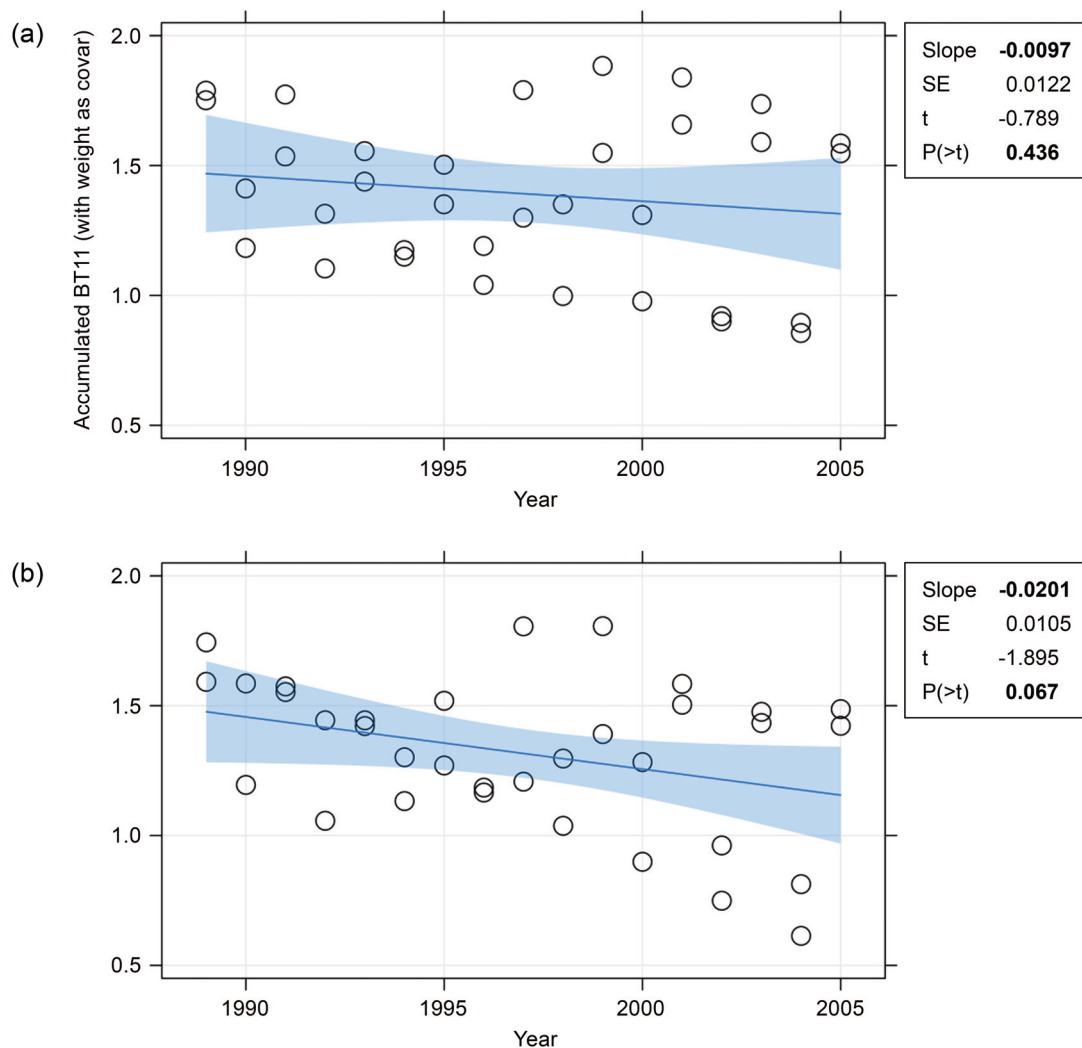 (a)
Accumulated BT11 (with weight as covar)
2.0
1.5
1.0
0.5
1990 1995 2000 2005
Year
Slope -0.0097
SE 0.0122
t -0.789
P(>t) 0.436
(b)
2.0
1.5
1.0
0.5
1990 1995 2000 2005
Year
Slope -0.0201
SE 0.0105
t -1.895
P(>t) 0.067